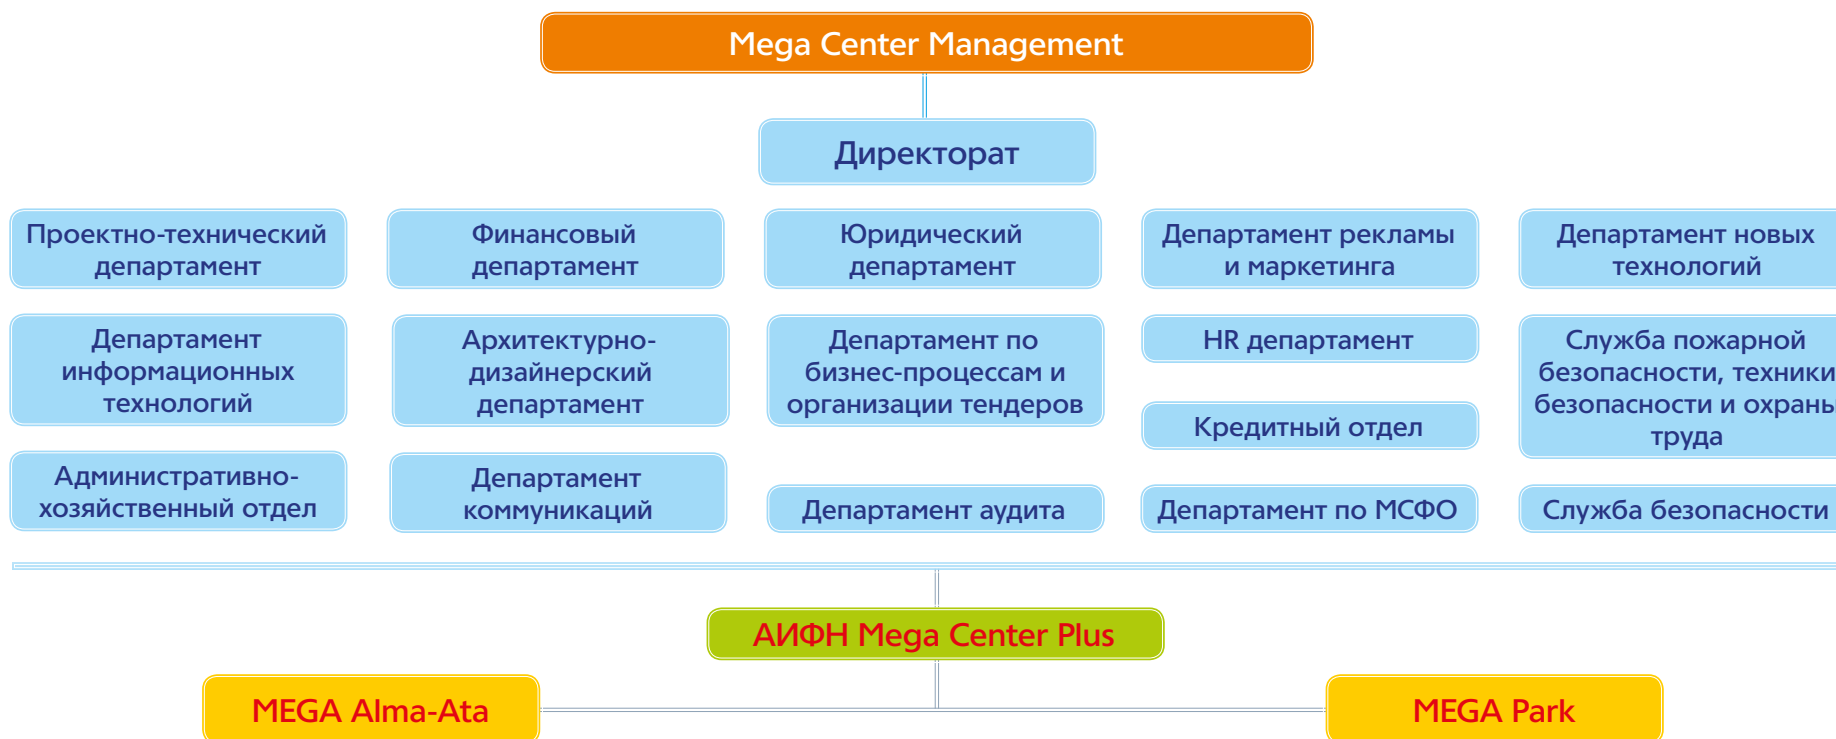 Mega Center Management
Директорат
Проектно-технический
департамент
Финансовый
департамент
Юридический
департамент
Департамент рекламы
и маркетинга
Департамент новых
технологий
Департамент
информационных
технологий
Архитектурно-
дизайнерский
департамент
Департамент по
бизнес-процессам и
организации тендеров
HR департамент
Кредитный отдел
Служба пожарной
безопасности, техники
безопасности и охраны
труда
Административно-
хозяйственный отдел
Департамент
коммуникаций
Департамент аудита
Департамент по МСФО
Служба безопасности
АИФН Mega Center Plus
MEGA Alma-Ata
MEGA Park